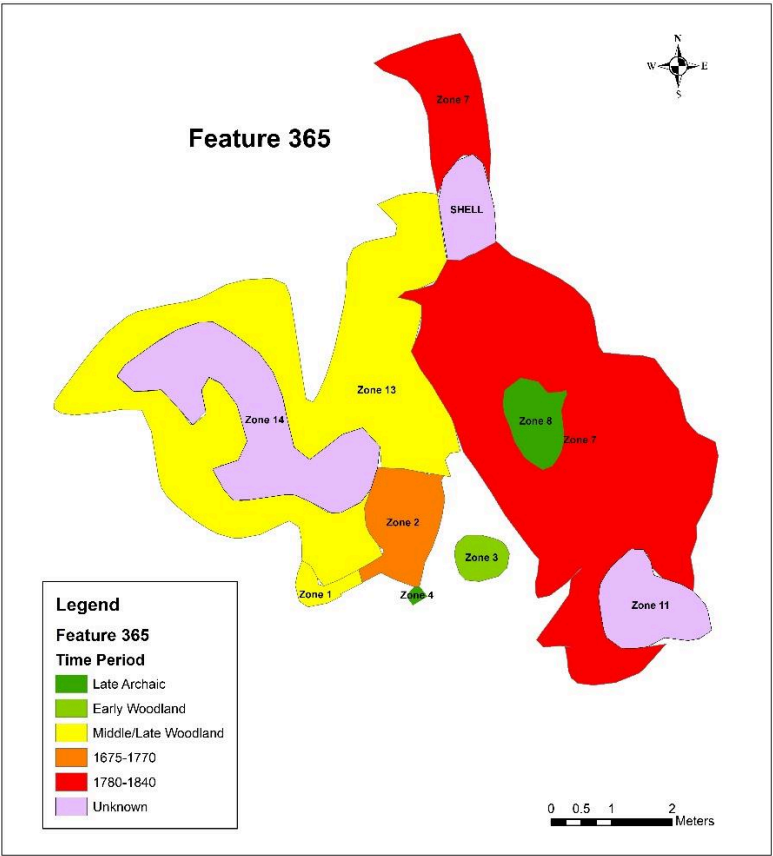 N
W E
S
Feature 365
Zone 7
SHELL
Zone 13
Zone 14
Zone 8
Zone 7
Zone 2
Zone 3
Zone 4
Zone 1
Zone 11
Legend
Feature 365
Time Period
Late Archaic
Early Woodland
Middle/Late Woodland
1675-1770
1780-1840
Unknown
0 0.5 1 2
Meters